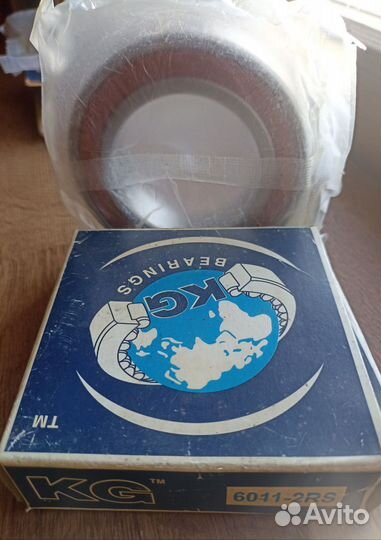 BEARINGS
KG
TM
KG TM
6011-2RS
Avito